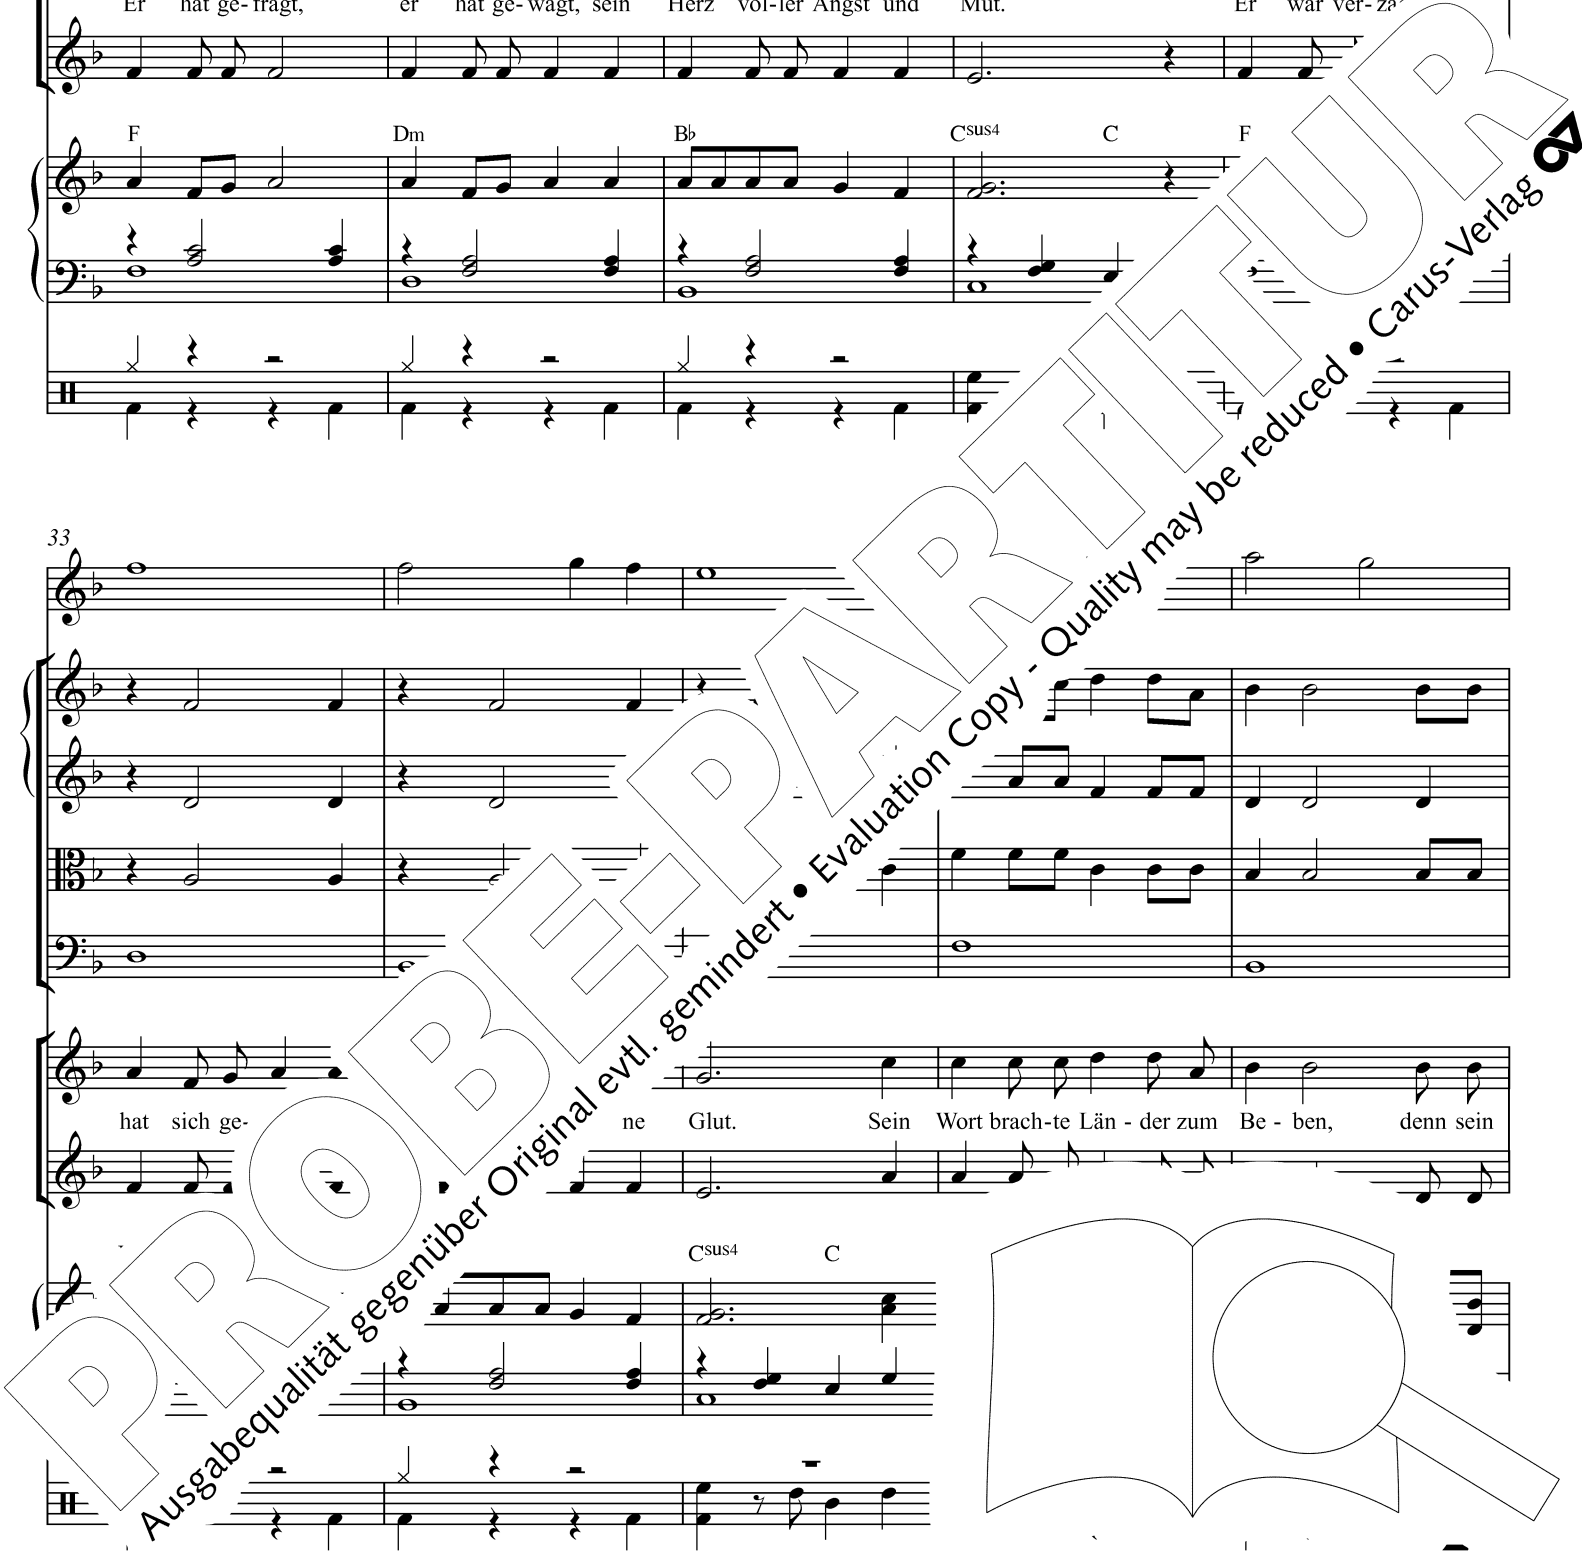 Er hat ge- fragt, er hat ge- wagt, sein Herz vol-ler Angst und Mut. Er war ver-
F Dm B♭ Csus4 C F
33
hat sich ge- ne Glut. Sein Wort brach-te Län - der zum Be - ben, denn sein
Csus4 C
PROBE-PARTITUR
Ausgabequalität gegenüber Original evtl. gemindert • Evaluation Copy - Quality may be reduced • Carus-Verlag